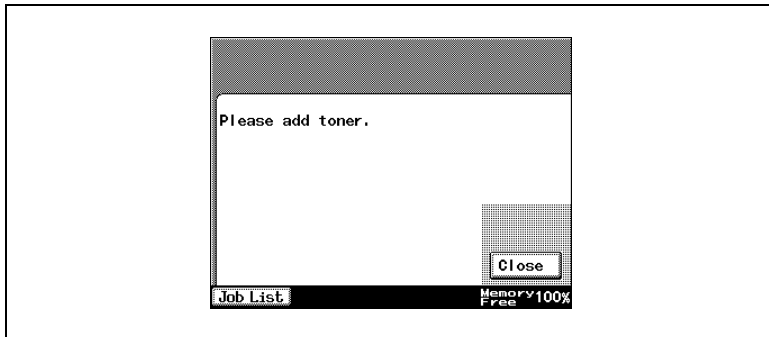 Please add toner.
Close
Job List
Memory
Free 100%